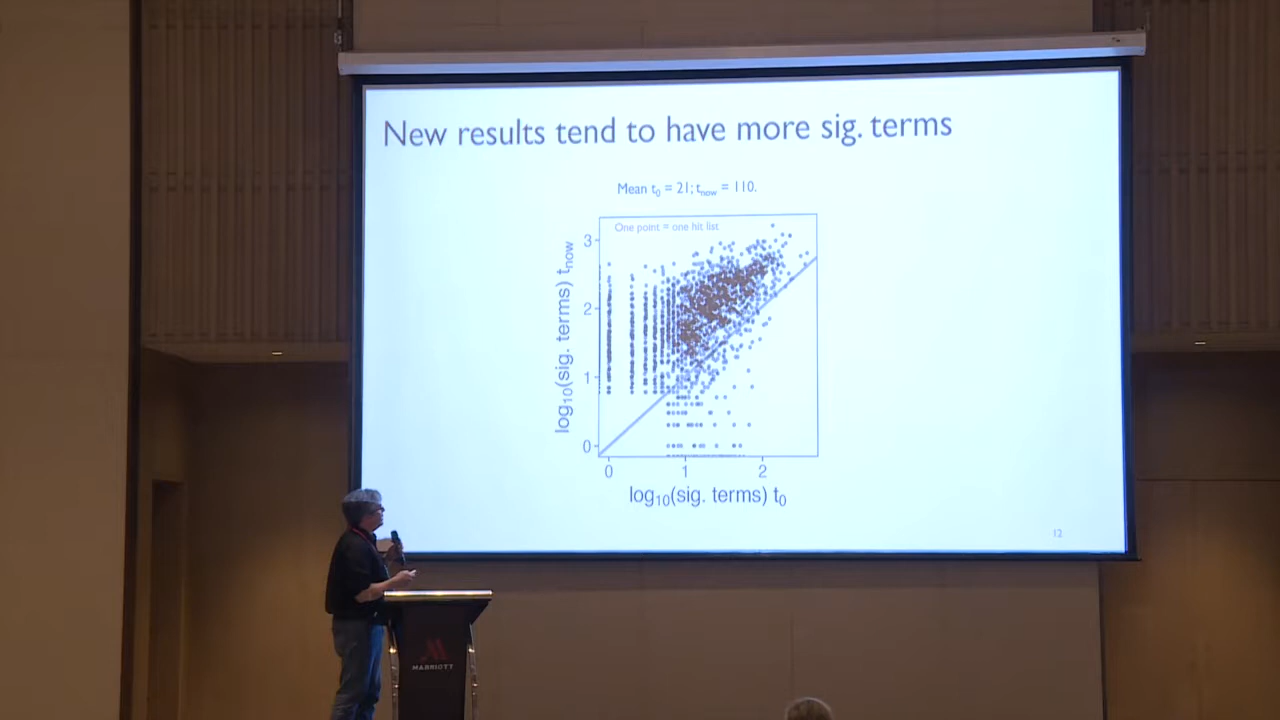 New results tend to have more sig. terms
Mean t₀ = 21; tₙₒw = 110.
One point = one hit list
3
2
1
0
log₁₀(sig. terms) tₙₒw
0 1 2
log₁₀(sig. terms) t₀
12
MARRIOTT